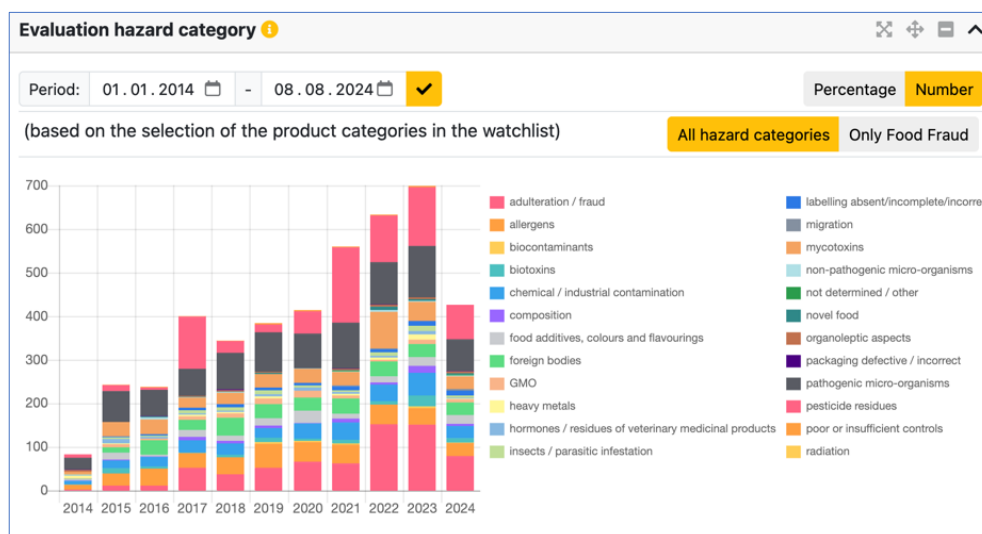 Evaluation hazard category
Period: 01.01.2014 - 08.08.2024
Percentage Number
(based on the selection of the product categories in the watchlist)
All hazard categories Only Food Fraud
700
600
500
400
300
200
100
0
2014 2015 2016 2017 2018 2019 2020 2021 2022 2023 2024
adulteration / fraud
allergens
biocontaminants
biotoxins
chemical / industrial contamination
composition
food additives, colours and flavourings
foreign bodies
GMO
heavy metals
hormones / residues of veterinary medicinal products
insects / parasitic infestation
labelling absent/incomplete/incorre
migration
mycotoxins
non-pathogenic micro-organisms
not determined / other
novel food
organoleptic aspects
packaging defective / incorrect
pathogenic micro-organisms
pesticide residues
poor or insufficient controls
radiation